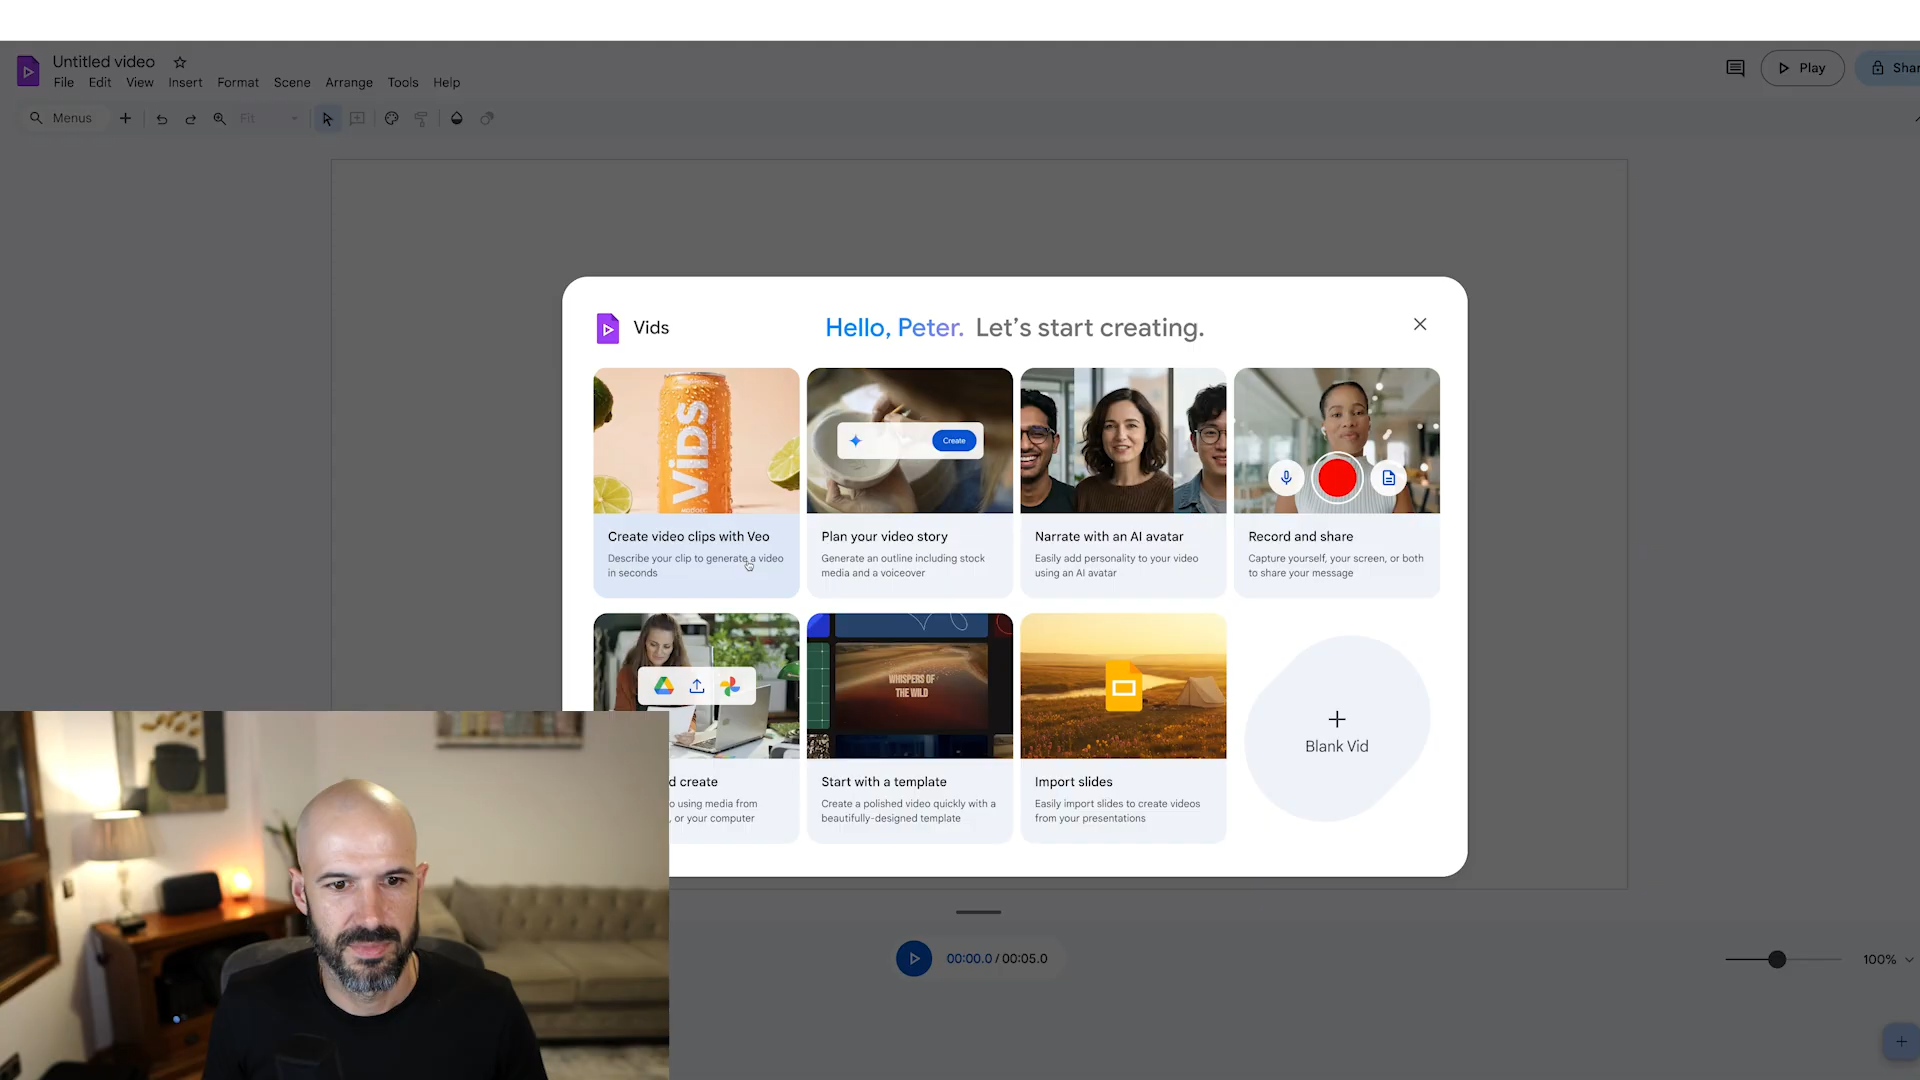 Untitled video
File Edit View Insert Format Scene Arrange Tools Help
Play
Shar
Menus
Fit
Vids
Hello, Peter. Let's start creating.
ViDS
Create
Create video clips with Veo
Describe your clip to generate a video
in seconds
Plan your video story
Generate an outline including stock
media and a voiceover
Narrate with an AI avatar
Easily add personality to your video
using an AI avatar
Record and share
Capture yourself, your screen, or both
to share your message
WHISPERS OF
THE WILD
d create
o using media from
, or your computer
Start with a template
Create a polished video quickly with a
beautifully-designed template
Import slides
Easily import slides to create videos
from your presentations
Blank Vid
00:00.0 / 00:05.0
100%